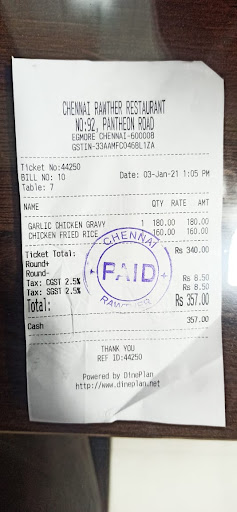 CHENNAI RAWTHER RESTAURANT
NO:92, PANTHEON ROAD
EGMORE CHENNAI-600008
GSTIN-33AAMFC0468L1ZA
Ticket No:44250
BILL NO: 10 Date: 03-Jan-21 1:05 PM
Table: 7
NAME QTY RATE AMT
GARLIC CHICKEN GRAVY 1 180.00 180.00
CHICKEN FRIED RICE 160.00 160.00
Ticket Total: Rs 340.00
Round+
Round-
Tax: CGST 2.5% Rs 8.50
Tax: SGST 2.5% Rs 8.50
Total: Rs 357.00
Cash 357.00
CHENNAI
PAID
RAWTHER
THANK YOU
REF ID:44250
Powered by DinePlan
http://www.dineplan.net